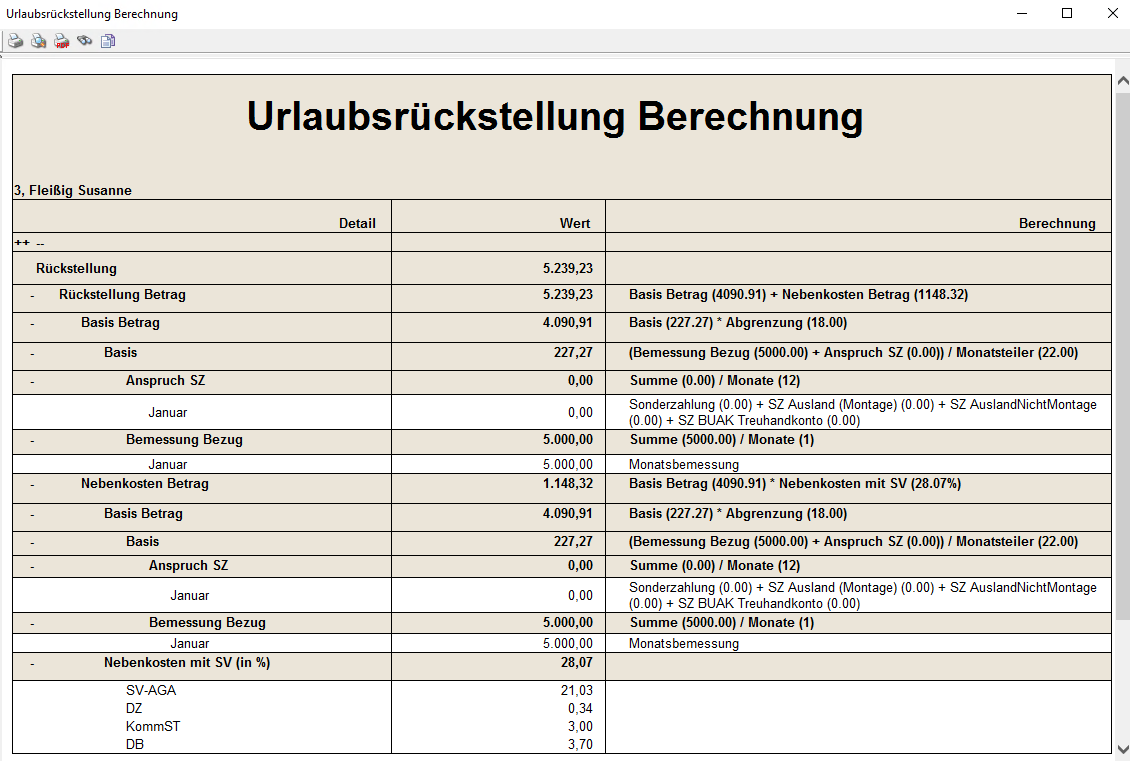 Urlaubsrückstellung Berechnung
Urlaubsrückstellung Berechnung
3, Fleißig Susanne
Detail Wert Berechnung
++ --
Rückstellung 5.239,23
- Rückstellung Betrag 5.239,23 Basis Betrag (4090.91) + Nebenkosten Betrag (1148.32)
- Basis Betrag 4.090,91 Basis (227.27) * Abgrenzung (18.00)
- Basis 227,27 (Bemessung Bezug (5000.00) + Anspruch SZ (0.00)) / Monatsteiler (22.00)
- Anspruch SZ 0,00 Summe (0.00) / Monate (12)
Januar 0,00 Sonderzahlung (0.00) + SZ Ausland (Montage) (0.00) + SZ AuslandNichtMontage
(0.00) + SZ BUAK Treuhandkonto (0.00)
- Bemessung Bezug 5.000,00 Summe (5000.00) / Monate (1)
Januar 5.000,00 Monatsbemessung
- Nebenkosten Betrag 1.148,32 Basis Betrag (4090.91) * Nebenkosten mit SV (28.07%)
- Basis Betrag 4.090,91 Basis (227.27) * Abgrenzung (18.00)
- Basis 227,27 (Bemessung Bezug (5000.00) + Anspruch SZ (0.00)) / Monatsteiler (22.00)
- Anspruch SZ 0,00 Summe (0.00) / Monate (12)
Januar 0,00 Sonderzahlung (0.00) + SZ Ausland (Montage) (0.00) + SZ AuslandNichtMontage
(0.00) + SZ BUAK Treuhandkonto (0.00)
- Bemessung Bezug 5.000,00 Summe (5000.00) / Monate (1)
Januar 5.000,00 Monatsbemessung
- Nebenkosten mit SV (in %) 28,07
SV-AGA 21,03
DZ 0,34
KommST 3,00
DB 3,70